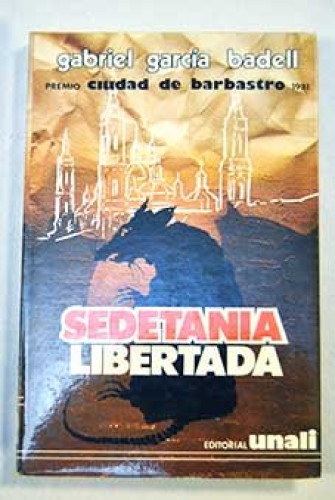 gabriel garcía badell
PREMIO ciudad de barbastro 1981
SEDETANIA
LIBERTADA
EDITORIAL unali